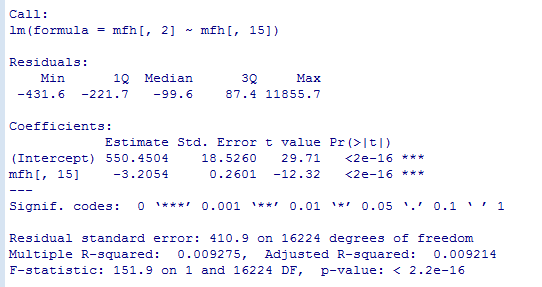 Call:
lm(formula = mfh[, 2] ~ mfh[, 15])
Residuals:
Min 1Q Median 3Q Max
-431.6 -221.7 -99.6 87.4 11855.7
Coefficients:
Estimate Std. Error t value Pr(>|t|)
(Intercept) 550.4504 18.5260 29.71 <2e-16 ***
mfh[, 15] -3.2054 0.2601 -12.32 <2e-16 ***
---
Signif. codes: 0 ‘***’ 0.001 ‘**’ 0.01 ‘*’ 0.05 ‘.’ 0.1 ‘ ’ 1
Residual standard error: 410.9 on 16224 degrees of freedom
Multiple R-squared: 0.009275, Adjusted R-squared: 0.009214
F-statistic: 151.9 on 1 and 16224 DF, p-value: < 2.2e-16